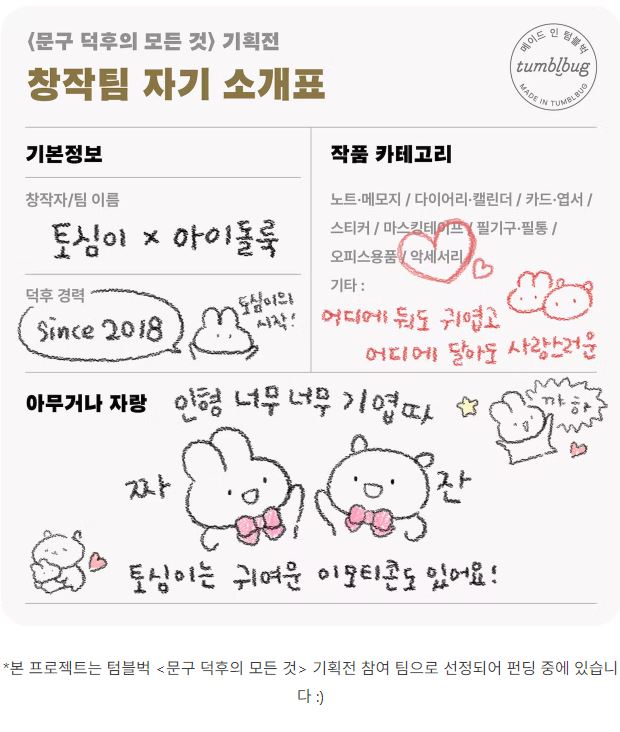 <문구 덕후의 모든 것> 기획전
창작팀 자기 소개표
메이드 인 텀블벅
tumblbug
MADE IN TUMBLBUG
기본정보
창작자/팀 이름
토심이 x 아이돌룩
덕후 경력
since 2018
토심이의
시작!
작품 카테고리
노트·메모지 / 다이어리·캘린더 / 카드·엽서 /
스티커 / 마스킹테이프 / 필기구·필통 /
오피스용품 / 악세서리
기타 :
어디에 둬도 귀엽고
어디에 달아도 사랑스러운
아무거나 자랑
인형 너무 너무 기엽따
꺄 하
짜 잔
토심이는 귀여운 이모티콘도 있어요!
*본 프로젝트는 텀블벅 <문구 덕후의 모든 것> 기획전 참여 팀으로 선정되어 펀딩 중에 있습니
다 :)